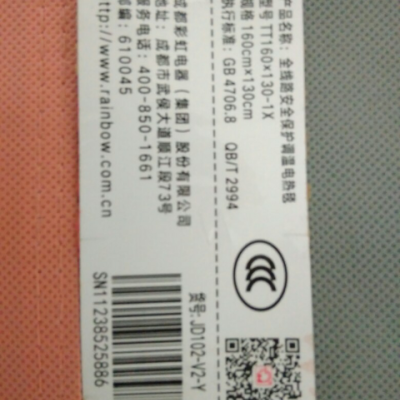 产品名称：全线路安全保护调温电热毯
型号 TT160×130-1X
规格 160cm×130cm
执行标准：GB 4706.8 QB/T 2994
成都彩虹电器（集团）股份有限公司
地址：成都市武侯大道顺江段73号
服务电话：400-850-1661
邮编：610045
http://www.rainbow.com.cn
货号：JD102-V2-Y
SN11238525886